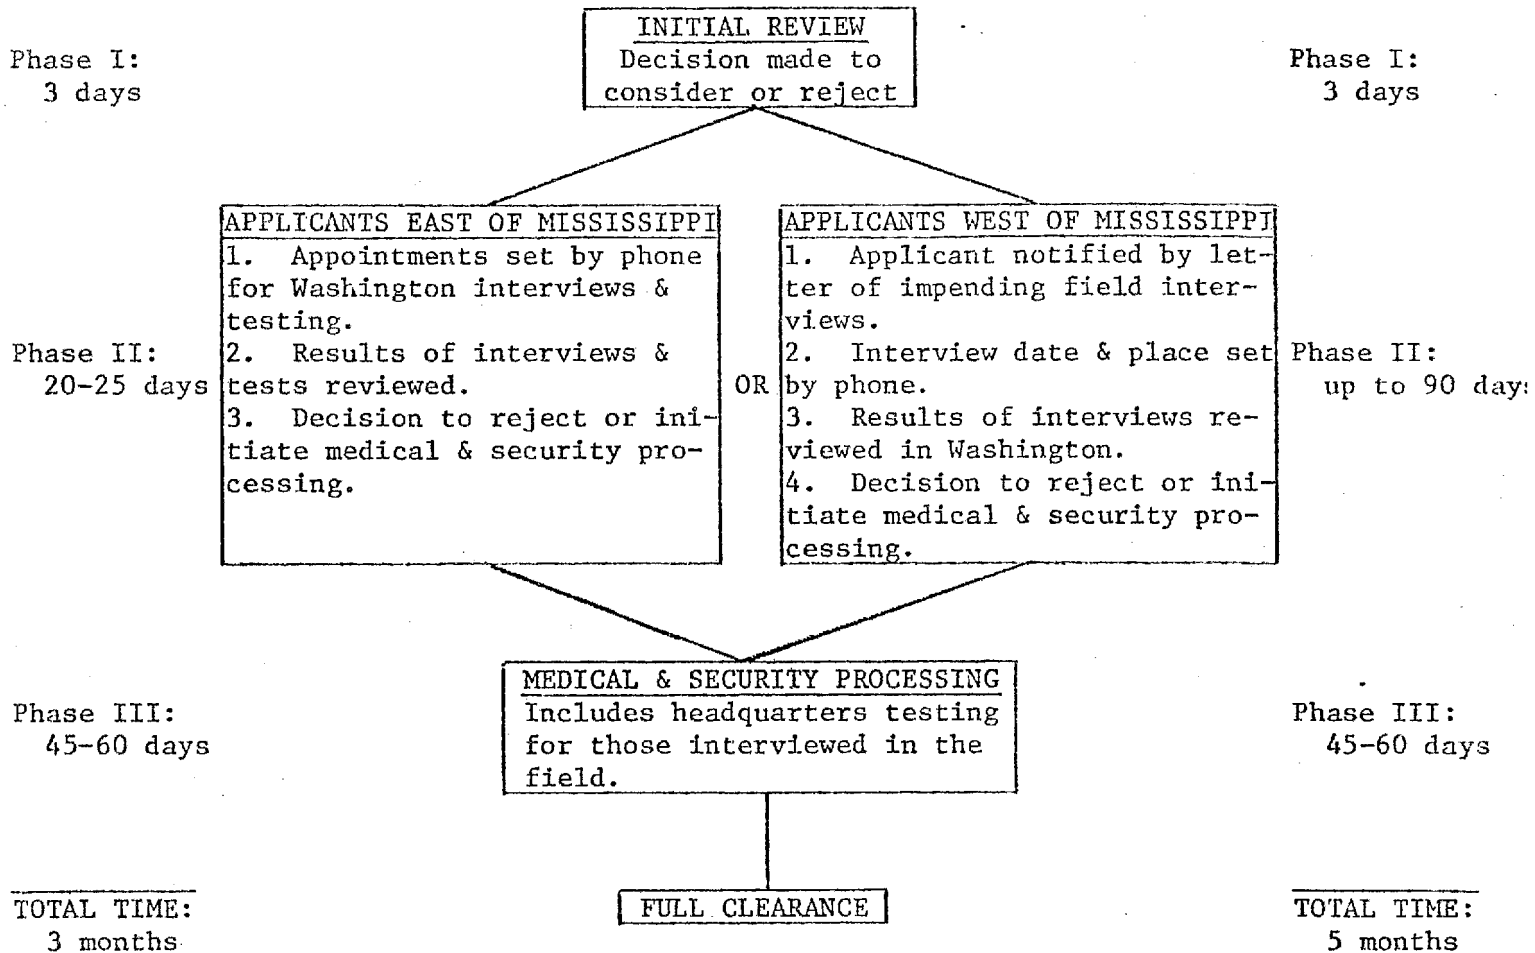 INITIAL REVIEW
Decision made to
consider or reject
Phase I:
3 days
Phase I:
3 days
APPLICANTS EAST OF MISSISSIPPI
1. Appointments set by phone
for Washington interviews &
testing.
2. Results of interviews &
tests reviewed.
3. Decision to reject or ini-
tiate medical & security pro-
cessing.
Phase II:
20-25 days
OR
APPLICANTS WEST OF MISSISSIPPI
1. Applicant notified by let-
ter of impending field inter-
views.
2. Interview date & place set
by phone.
3. Results of interviews re-
viewed in Washington.
4. Decision to reject or ini-
tiate medical & security pro-
cessing.
Phase II:
up to 90 days
MEDICAL & SECURITY PROCESSING
Includes headquarters testing
for those interviewed in the
field.
Phase III:
45-60 days
Phase III:
45-60 days
FULL CLEARANCE
TOTAL TIME:
3 months
TOTAL TIME:
5 months